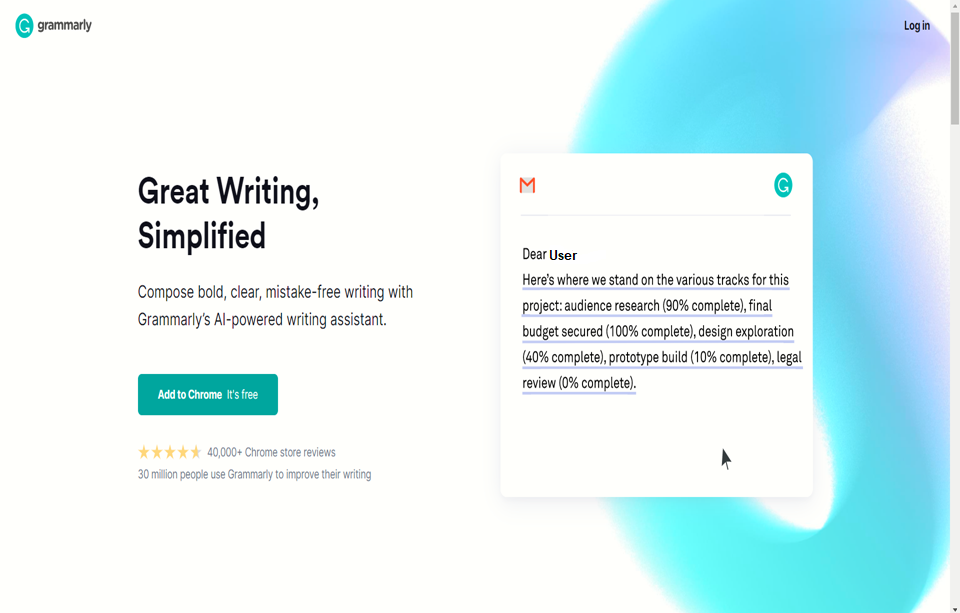 grammarly
Log in
Great Writing,
Simplified
Compose bold, clear, mistake-free writing with
Grammarly's AI-powered writing assistant.
Add to Chrome It's free
40,000+ Chrome store reviews
30 million people use Grammarly to improve their writing
Dear User
Here's where we stand on the various tracks for this
project: audience research (90% complete), final
budget secured (100% complete), design exploration
(40% complete), prototype build (10% complete), legal
review (0% complete).